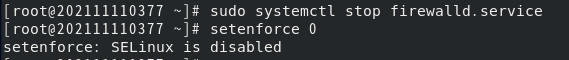 [root@202111110377 ~]# sudo systemctl stop firewalld.service
[root@202111110377 ~]# setenforce 0
setenforce: SELinux is disabled